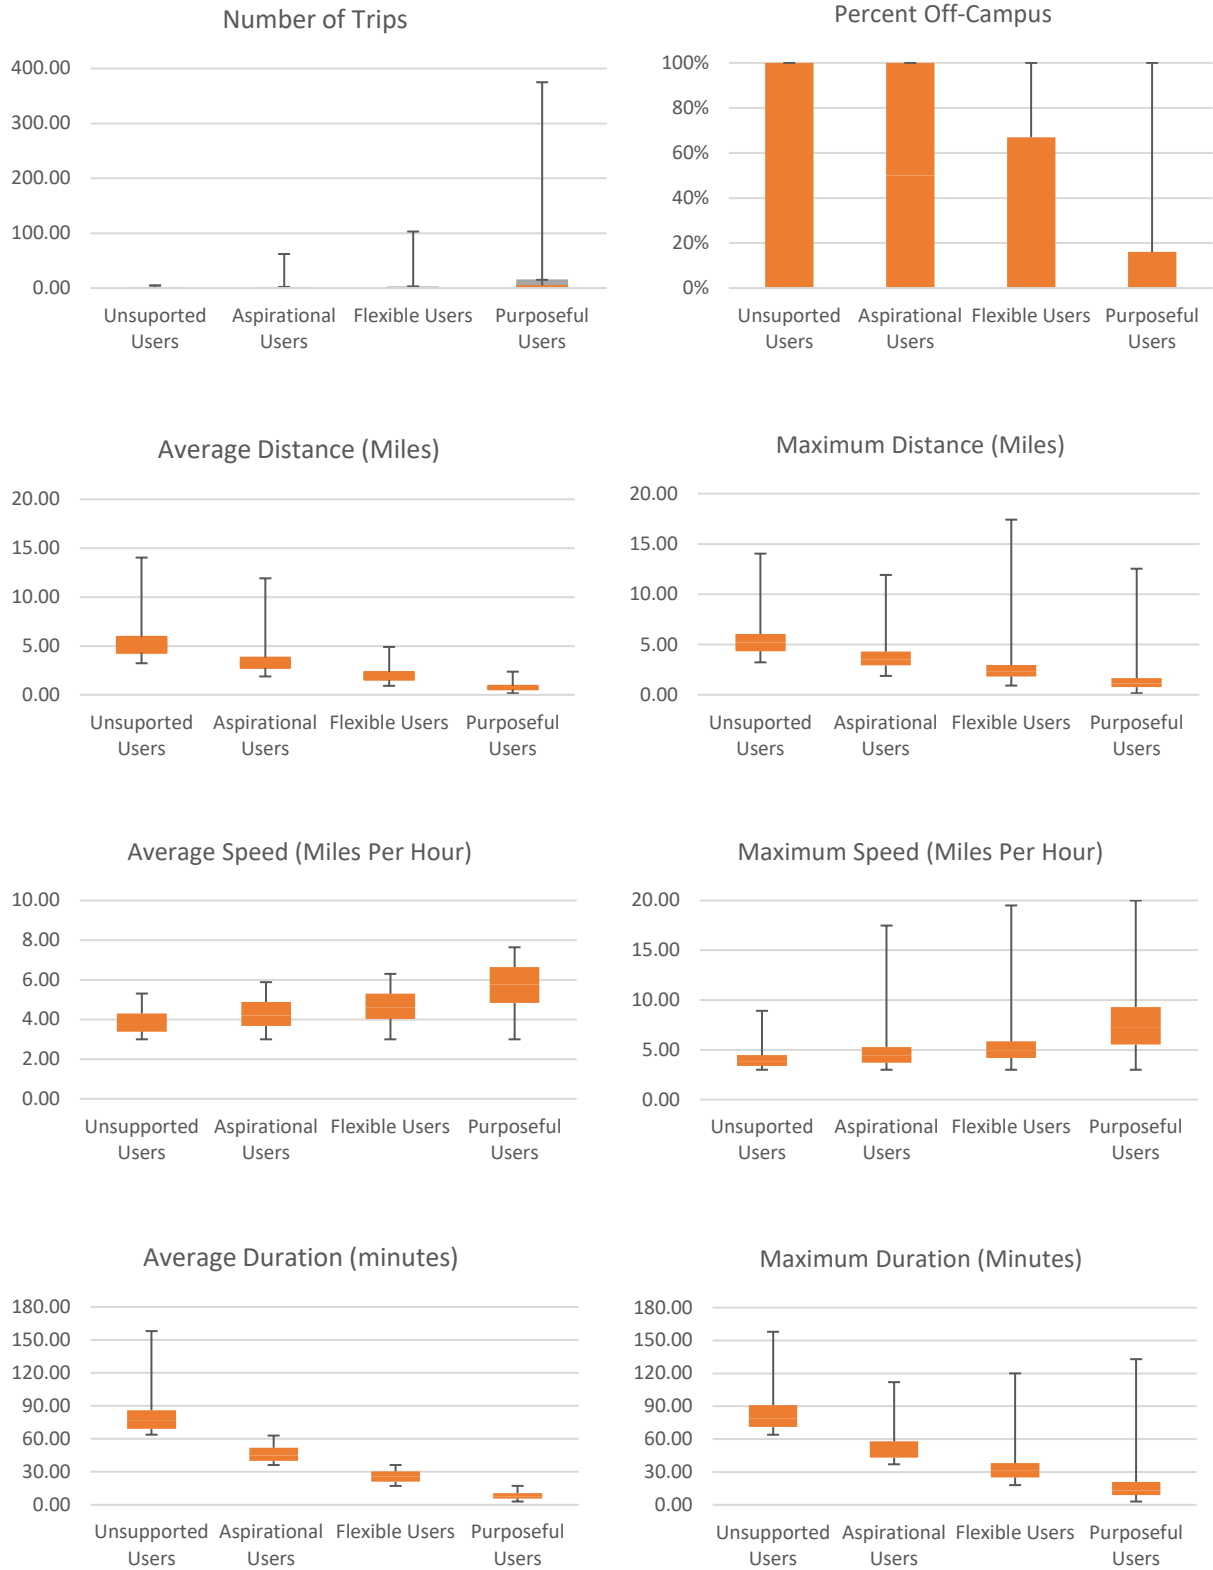 Number of Trips
400.00
300.00
200.00
100.00
0.00
Unsuported Users
Aspirational Users
Flexible Users
Purposeful Users
Percent Off-Campus
100%
80%
60%
40%
20%
0%
Unsuported Users
Aspirational Users
Flexible Users
Purposeful Users
Average Distance (Miles)
20.00
15.00
10.00
5.00
0.00
Unsuported Users
Aspirational Users
Flexible Users
Purposeful Users
Maximum Distance (Miles)
20.00
15.00
10.00
5.00
0.00
Unsuported Users
Aspirational Users
Flexible Users
Purposeful Users
Average Speed (Miles Per Hour)
10.00
8.00
6.00
4.00
2.00
0.00
Unsupported Users
Aspirational Users
Flexible Users
Purposeful Users
Maximum Speed (Miles Per Hour)
20.00
15.00
10.00
5.00
0.00
Unsupported Users
Aspirational Users
Flexible Users
Purposeful Users
Average Duration (minutes)
180.00
150.00
120.00
90.00
60.00
30.00
0.00
Unsupported Users
Aspirational Users
Flexible Users
Purposeful Users
Maximum Duration (Minutes)
180.00
150.00
120.00
90.00
60.00
30.00
0.00
Unsupported Users
Aspirational Users
Flexible Users
Purposeful Users